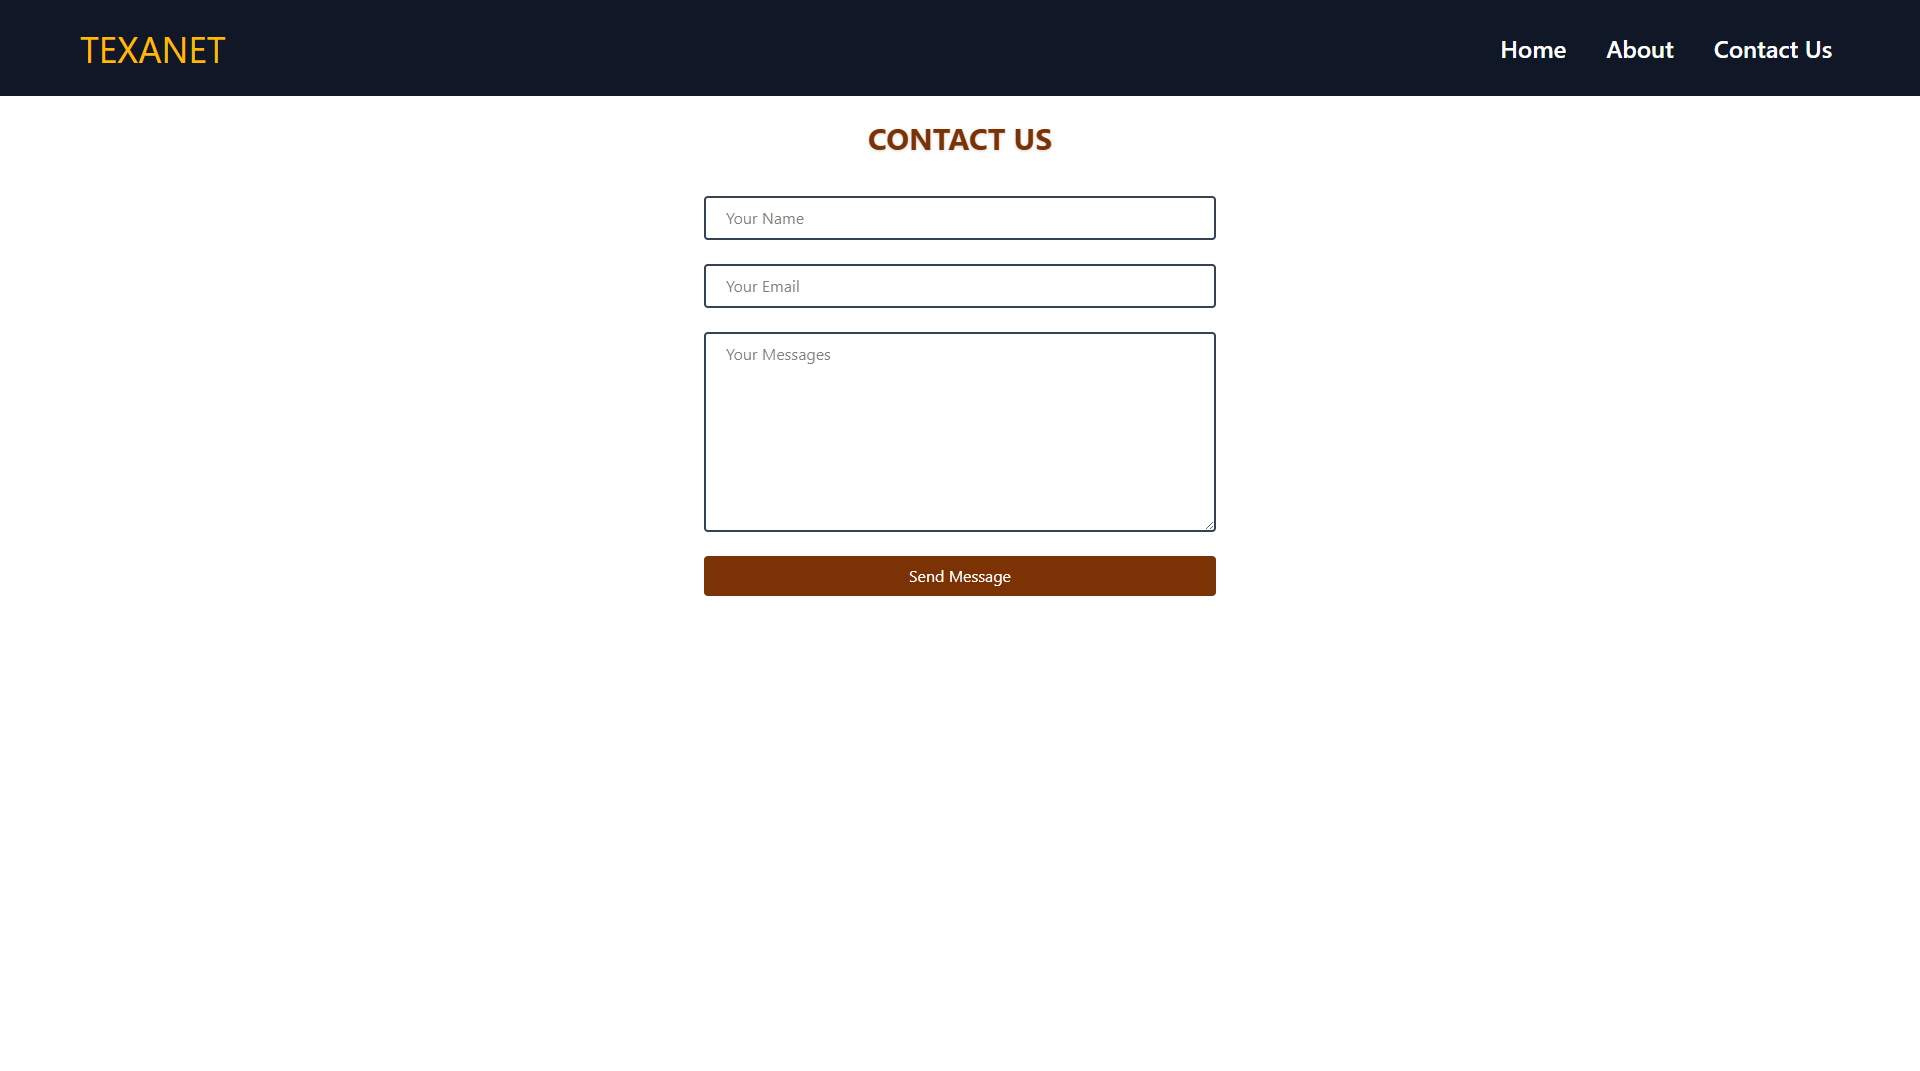 TEXANET
Home About Contact Us
CONTACT US
Your Name
Your Email
Your Messages
Send Message